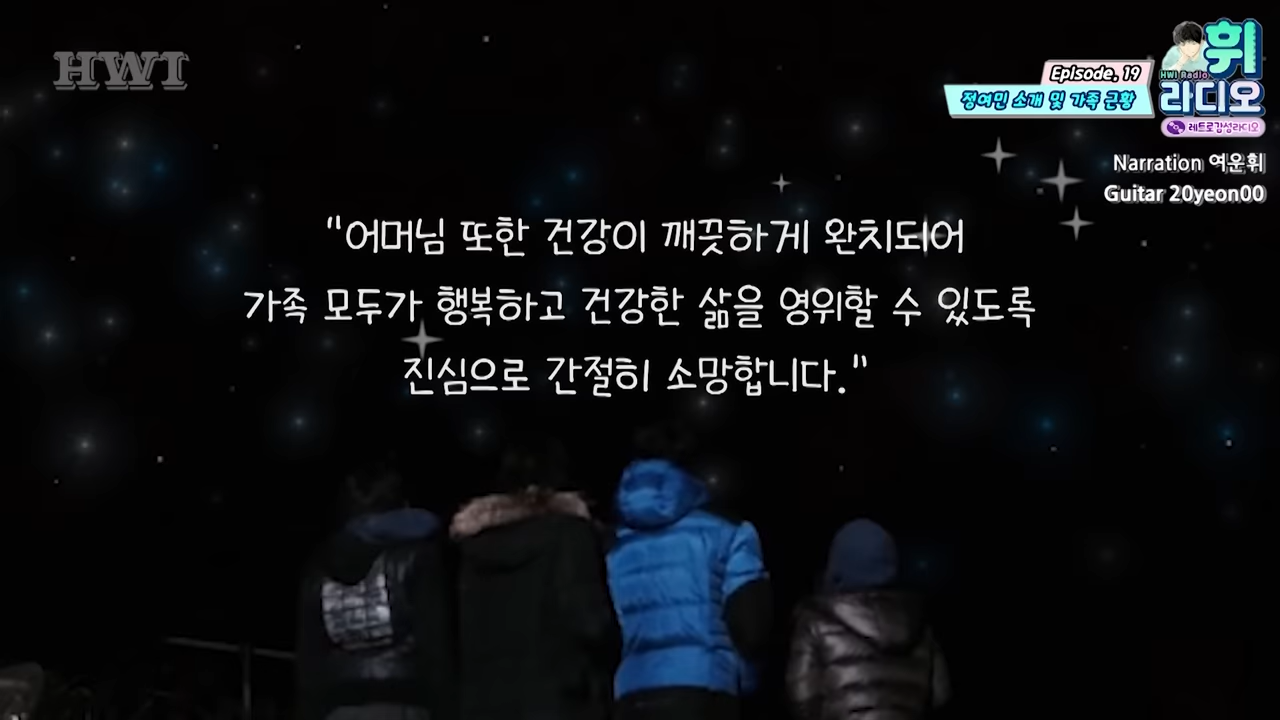 HWI
Episode. 19
정여민 소개 및 가족 근황
휘
HWI Radio
라디오
레트로감성라디오
Narration 여운휘
Guitar 20yeon00
"어머님 또한 건강이 깨끗하게 완치되어
가족 모두가 행복하고 건강한 삶을 영위할 수 있도록
진심으로 간절히 소망합니다."